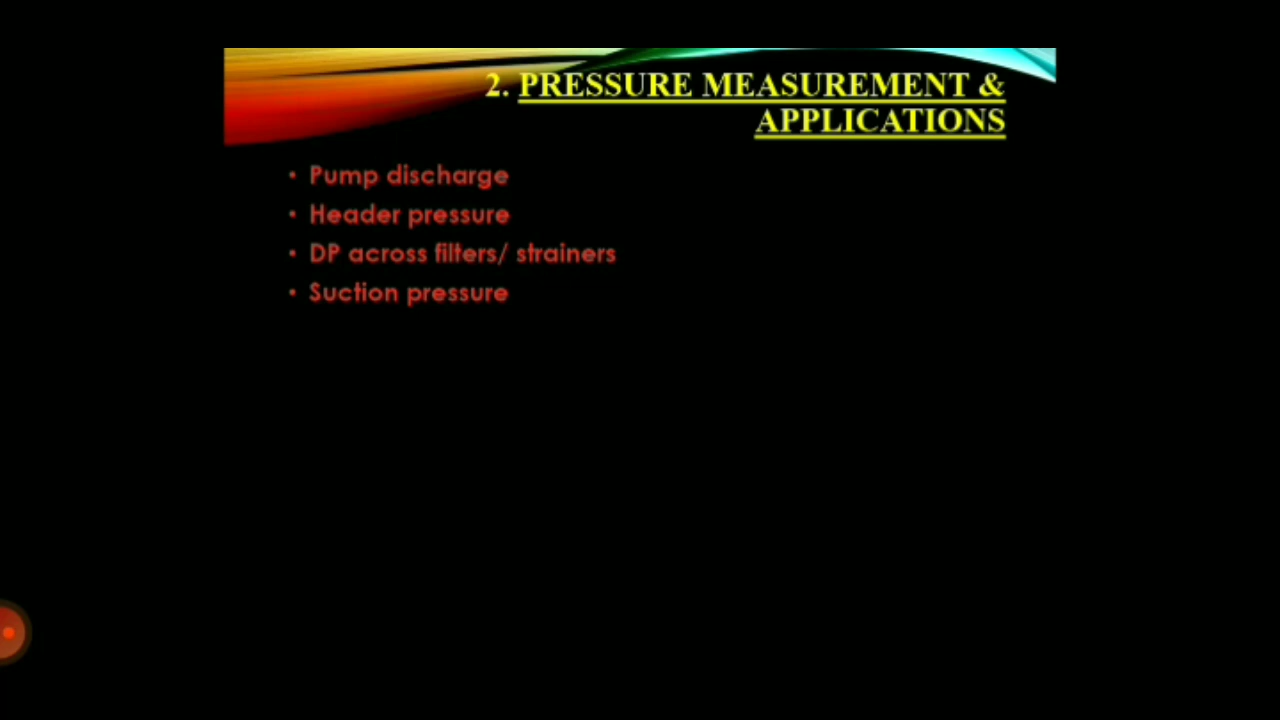 2. PRESSURE MEASUREMENT &
APPLICATIONS
• Pump discharge
• Header pressure
• DP across filters/ strainers
• Suction pressure